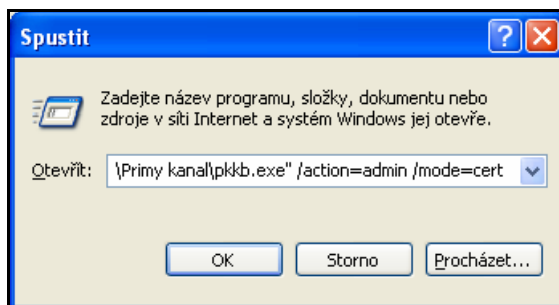 Spustit
Zadejte název programu, složky, dokumentu nebo
zdroje v síti Internet a systém Windows jej otevře.
Otevřít: \Primy kanal\pkkb.exe" /action=admin /mode=cert
OK Storno Procházet...